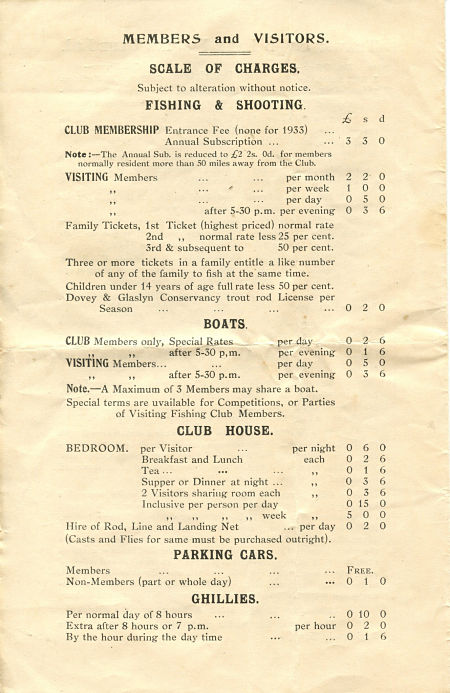 MEMBERS and VISITORS.
SCALE OF CHARGES.
Subject to alteration without notice.
FISHING & SHOOTING.
£ s d
CLUB MEMBERSHIP Entrance Fee (none for 1933) ...
Annual Subscription ... ... 3 3 0
Note:—The Annual Sub. is reduced to £2 2s. 0d. for members
normally resident more than 50 miles away from the Club.
VISITING Members ... ... per month 2 2 0
,, ... ... per week 1 0 0
,, ... ... per day 0 5 0
,, after 5-30 p.m. per evening 0 3 6
Family Tickets, 1st Ticket (highest priced) normal rate
2nd ,, normal rate less 25 per cent.
3rd & subsequent to 50 per cent.
Three or more tickets in a family entitle a like number
of any of the family to fish at the same time.
Children under 14 years of age full rate less 50 per cent.
Dovey & Glaslyn Conservancy trout rod License per
Season ... ... ... ... 0 2 0
BOATS.
CLUB Members only, Special Rates per day 0 2 6
,, ,, after 5-30 p.m. per evening 0 1 6
VISITING Members... ... per day 0 5 0
,, ,, after 5-30 p.m. per evening 0 3 6
Note.—A Maximum of 3 Members may share a boat.
Special terms are available for Competitions, or Parties
of Visiting Fishing Club Members.
CLUB HOUSE.
BEDROOM. per Visitor ... per night 0 6 0
Breakfast and Lunch each 0 2 6
Tea ... ... ... ,, 0 1 6
Supper or Dinner at night ... ,, 0 3 6
2 Visitors sharing room each ,, 0 3 6
Inclusive per person per day 0 15 0
,, ,, ,, ,, week ,, 5 0 0
Hire of Rod, Line and Landing Net ... per day 0 2 0
(Casts and Flies for same must be purchased outright).
PARKING CARS.
Members ... ... ... ... FREE.
Non-Members (part or whole day) ... ... 0 1 0
GHILLIES.
Per normal day of 8 hours ... ... .. 0 10 0
Extra after 8 hours or 7 p.m. per hour 0 2 0
By the hour during the day time ... ... 0 1 6